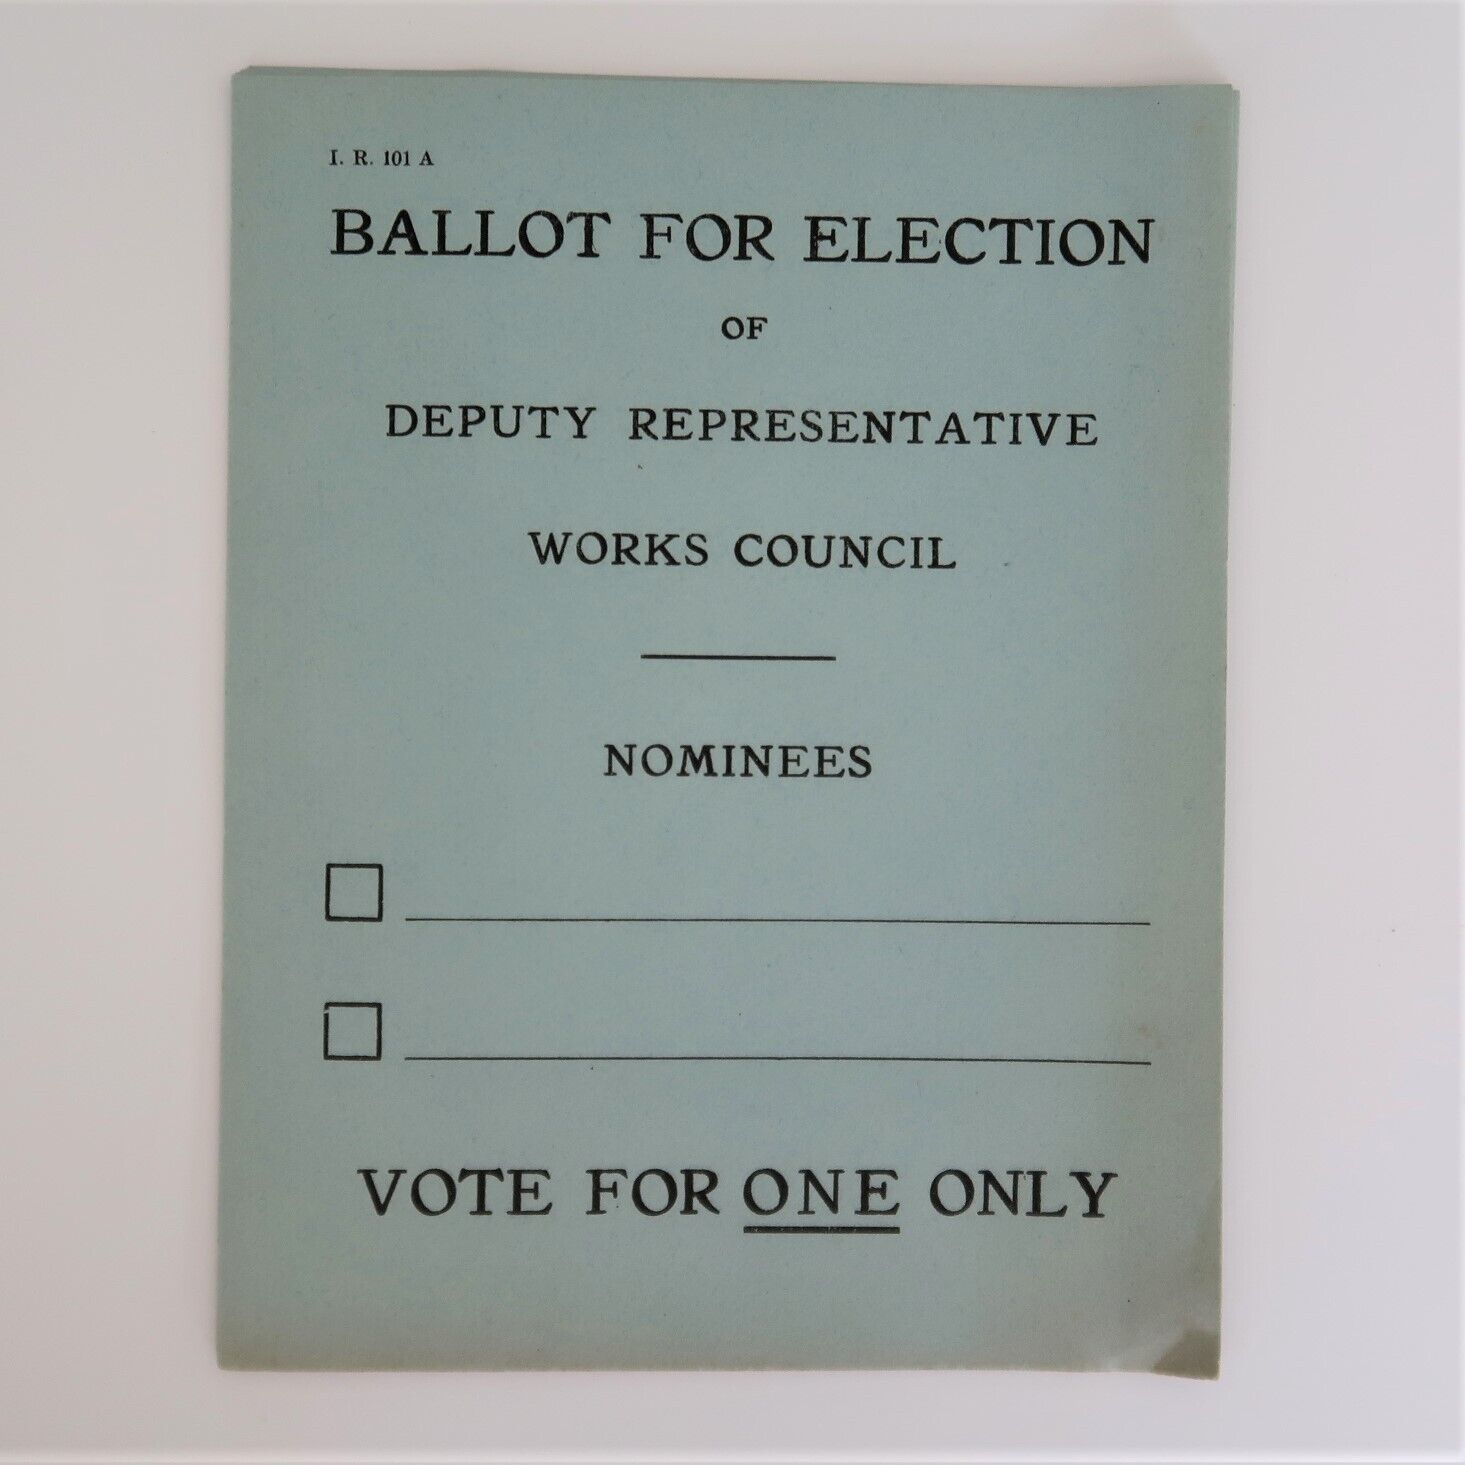 I. R. 101 A
BALLOT FOR ELECTION
OF
DEPUTY REPRESENTATIVE
WORKS COUNCIL
NOMINEES
VOTE FOR ONE ONLY